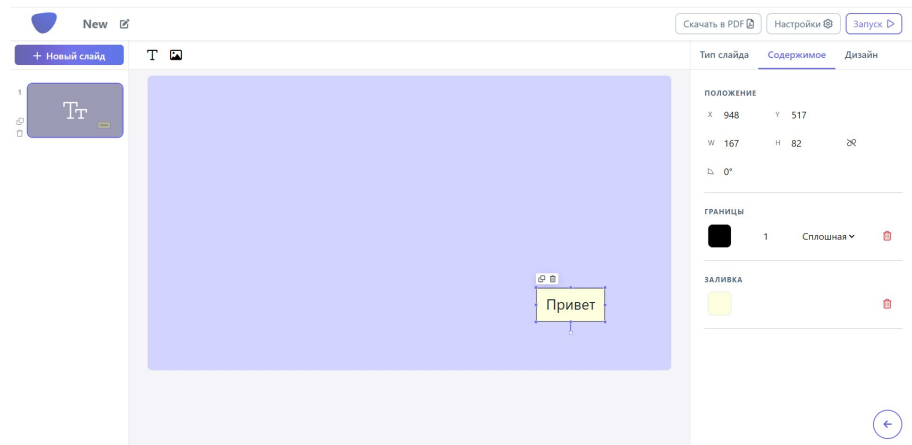 New
Скачать в PDF
Настройки
Запуск
+ Новый слайд
T
Тип слайда
Содержимое
Дизайн
1
Tт
ПОЛОЖЕНИЕ
X 948 Y 517
W 167 H 82
0°
ГРАНИЦЫ
1 Сплошная
ЗАЛИВКА
Привет